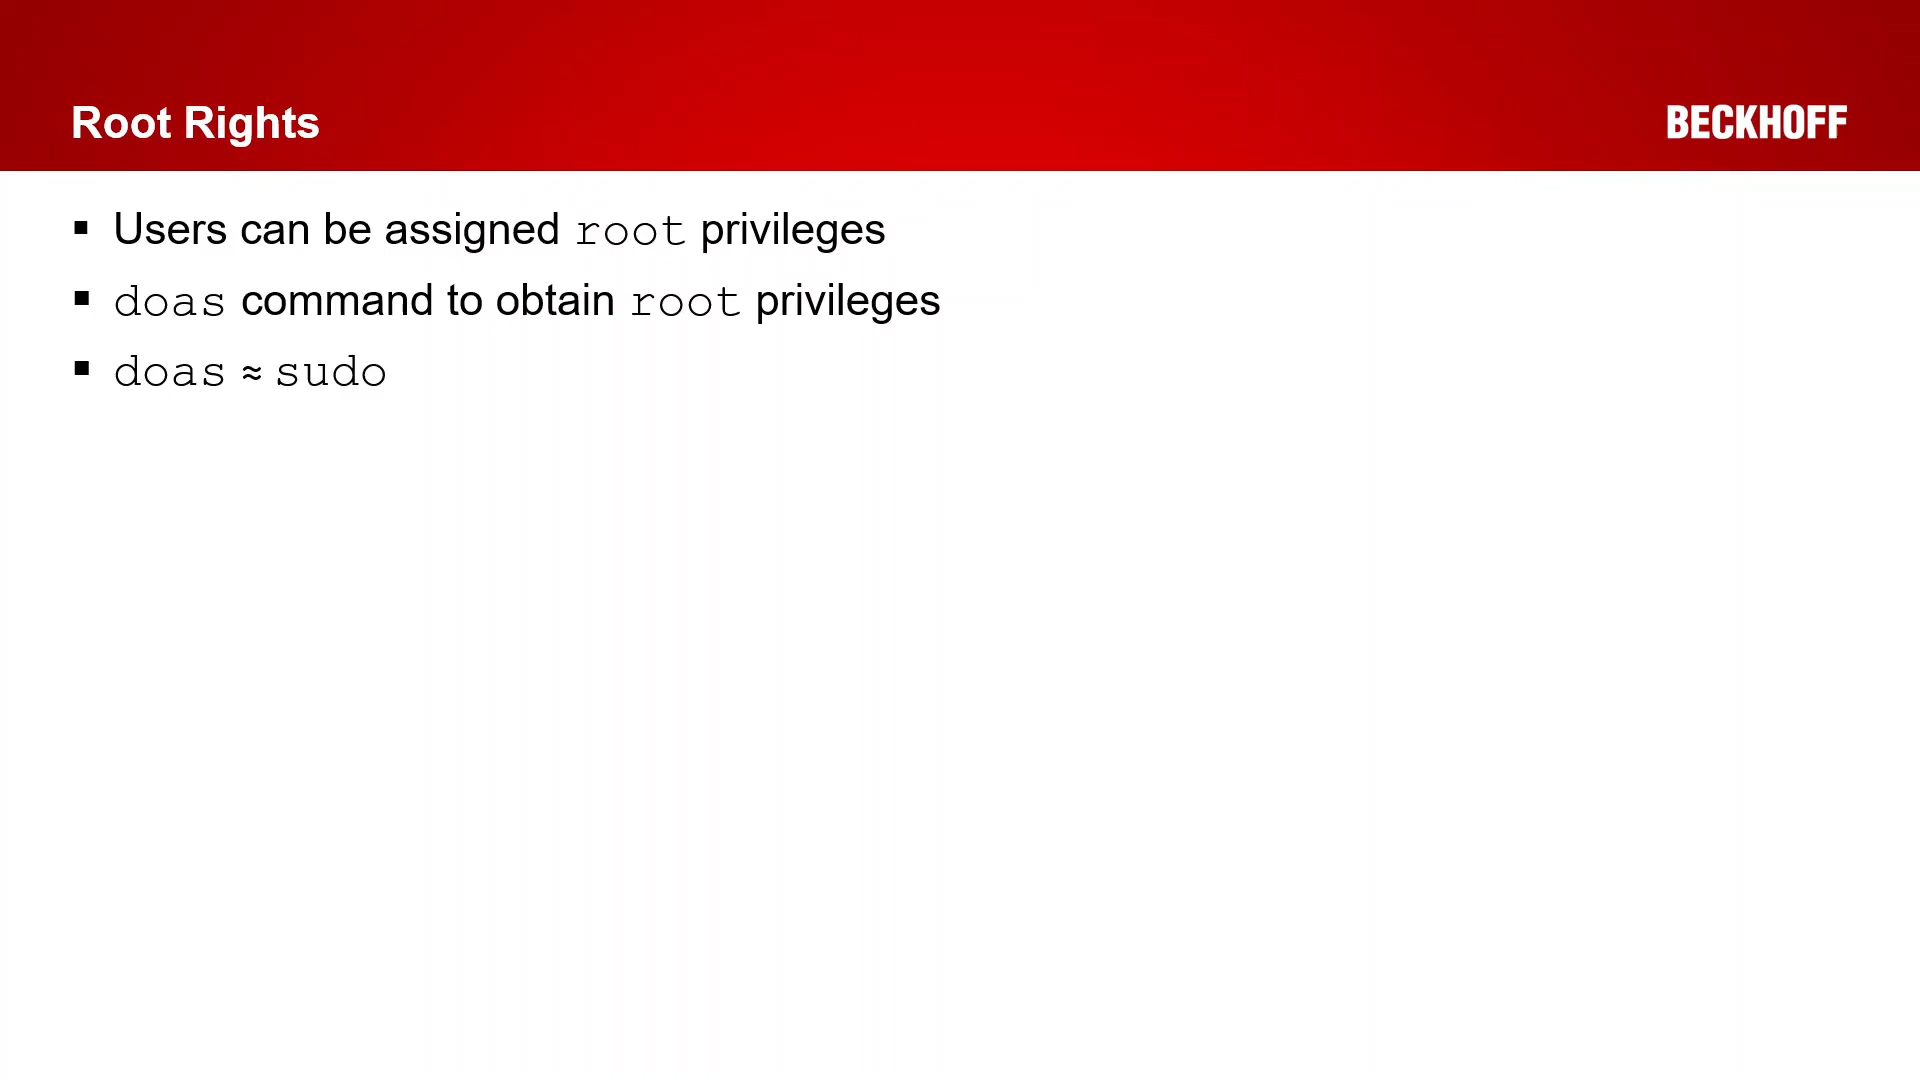 Root Rights
BECKHOFF
▪ Users can be assigned root privileges
▪ doas command to obtain root privileges
▪ doas ≈ sudo